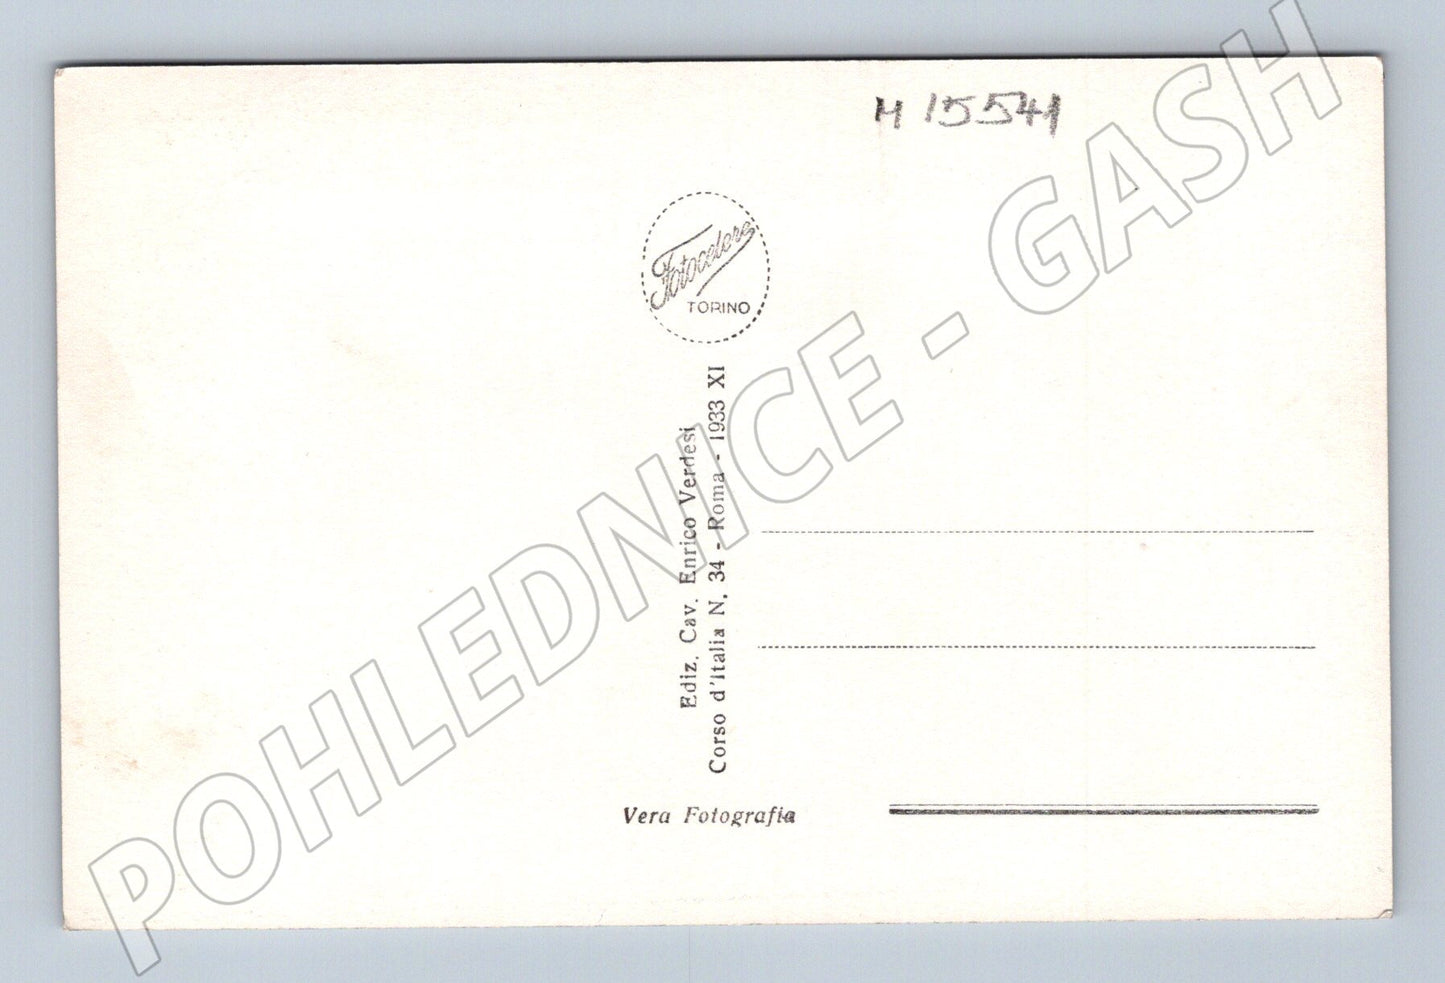 H 15541
Fotocelere
TORINO
Ediz. Cav. Enrico Verdesi
Corso d'Italia N. 34 - Roma - 1933 XI
Vera Fotografia
POHLEDNICE - GASH